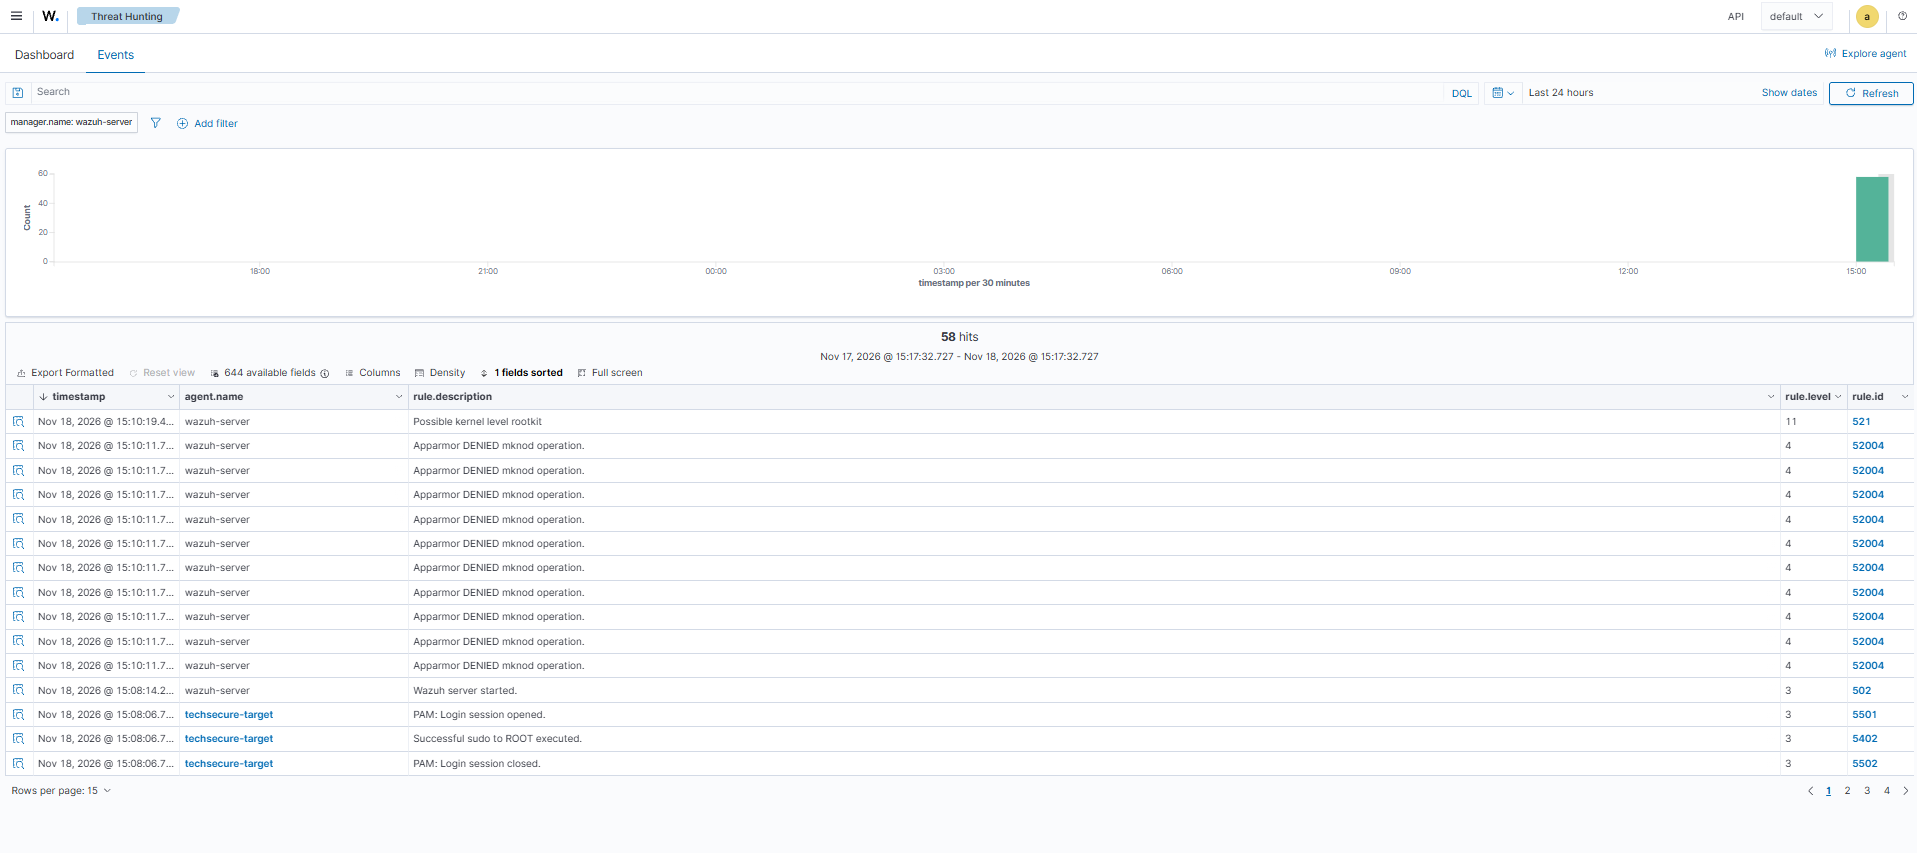 W. Threat Hunting API default a
Dashboard Events Explore agent
Search DQL Last 24 hours Show dates Refresh
manager.name: wazuh-server Add filter
60
40
20
0
Count
18:00 21:00 00:00 03:00 06:00 09:00 12:00 15:00
timestamp per 30 minutes
58 hits
Nov 17, 2026 @ 15:17:32.727 - Nov 18, 2026 @ 15:17:32.727
Export Formatted Reset view 644 available fields Columns Density 1 fields sorted Full screen
timestamp agent.name rule.description rule.level rule.id
Nov 18, 2026 @ 15:10:19.4... wazuh-server Possible kernel level rootkit 11 521
Nov 18, 2026 @ 15:10:11.7... wazuh-server Apparmor DENIED mknod operation. 4 52004
Nov 18, 2026 @ 15:10:11.7... wazuh-server Apparmor DENIED mknod operation. 4 52004
Nov 18, 2026 @ 15:10:11.7... wazuh-server Apparmor DENIED mknod operation. 4 52004
Nov 18, 2026 @ 15:10:11.7... wazuh-server Apparmor DENIED mknod operation. 4 52004
Nov 18, 2026 @ 15:10:11.7... wazuh-server Apparmor DENIED mknod operation. 4 52004
Nov 18, 2026 @ 15:10:11.7... wazuh-server Apparmor DENIED mknod operation. 4 52004
Nov 18, 2026 @ 15:10:11.7... wazuh-server Apparmor DENIED mknod operation. 4 52004
Nov 18, 2026 @ 15:10:11.7... wazuh-server Apparmor DENIED mknod operation. 4 52004
Nov 18, 2026 @ 15:10:11.7... wazuh-server Apparmor DENIED mknod operation. 4 52004
Nov 18, 2026 @ 15:10:11.7... wazuh-server Apparmor DENIED mknod operation. 4 52004
Nov 18, 2026 @ 15:08:14.2... wazuh-server Wazuh server started. 3 502
Nov 18, 2026 @ 15:08:06.7... techsecure-target PAM: Login session opened. 3 5501
Nov 18, 2026 @ 15:08:06.7... techsecure-target Successful sudo to ROOT executed. 3 5402
Nov 18, 2026 @ 15:08:06.7... techsecure-target PAM: Login session closed. 3 5502
Rows per page: 15 1 2 3 4